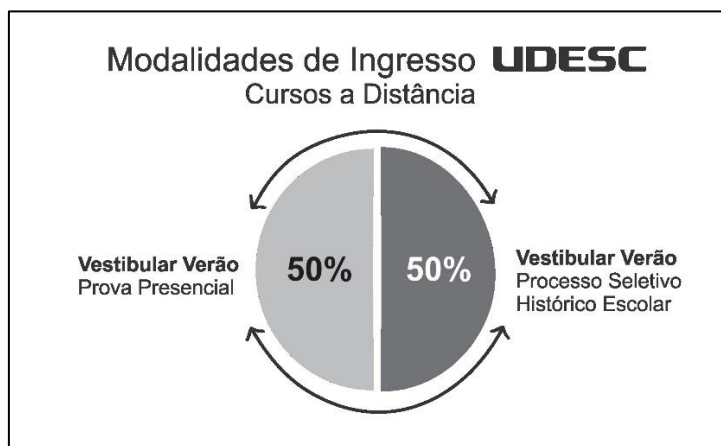 Modalidades de Ingresso UDESC
Cursos a Distância
Vestibular Verão
Prova Presencial
50%
50%
Vestibular Verão
Processo Seletivo
Histórico Escolar